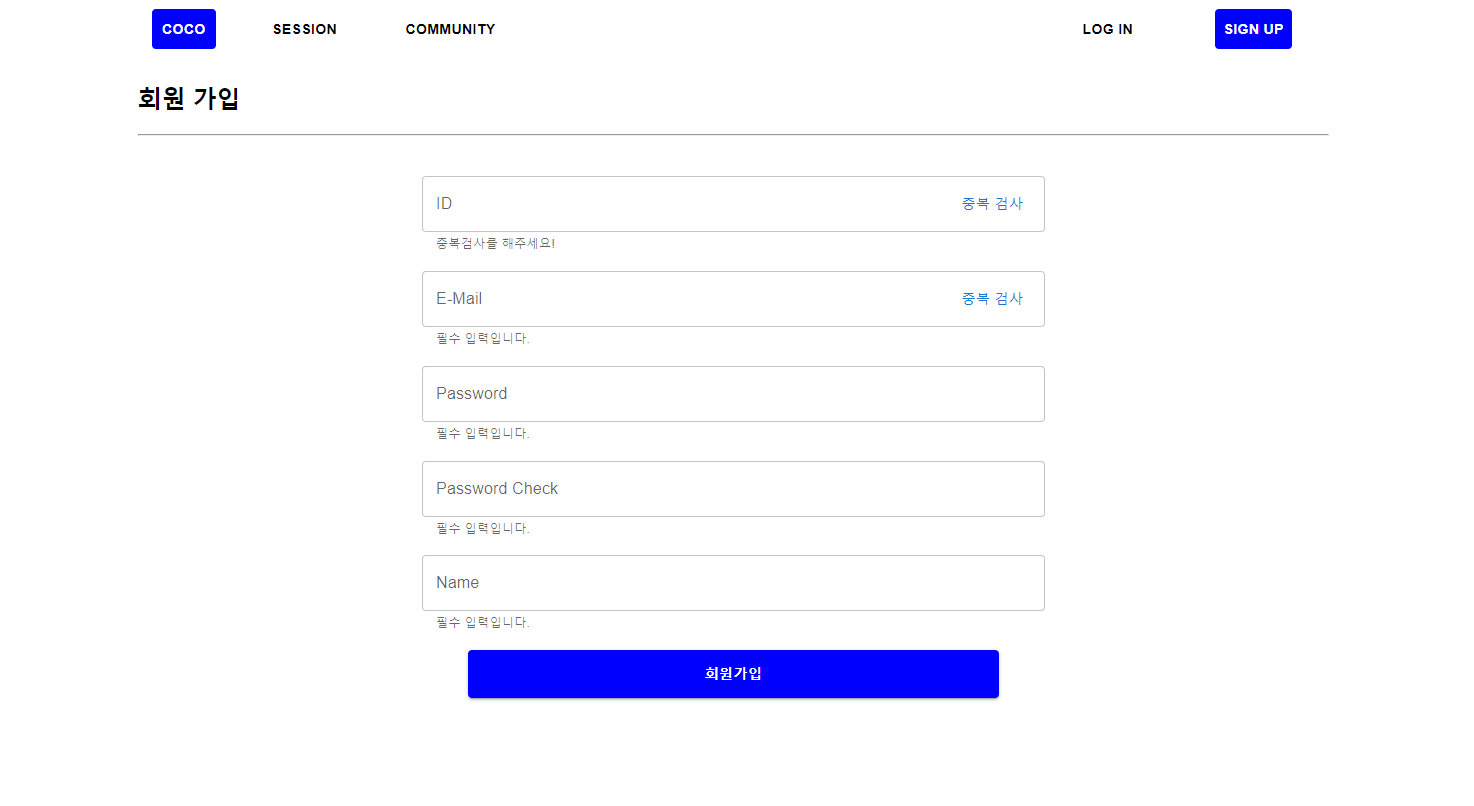 COCO SESSION COMMUNITY LOG IN SIGN UP
회원 가입
ID 중복 검사
중복검사를 해주세요!
E-Mail 중복 검사
필수 입력입니다.
Password
필수 입력입니다.
Password Check
필수 입력입니다.
Name
필수 입력입니다.
회원가입